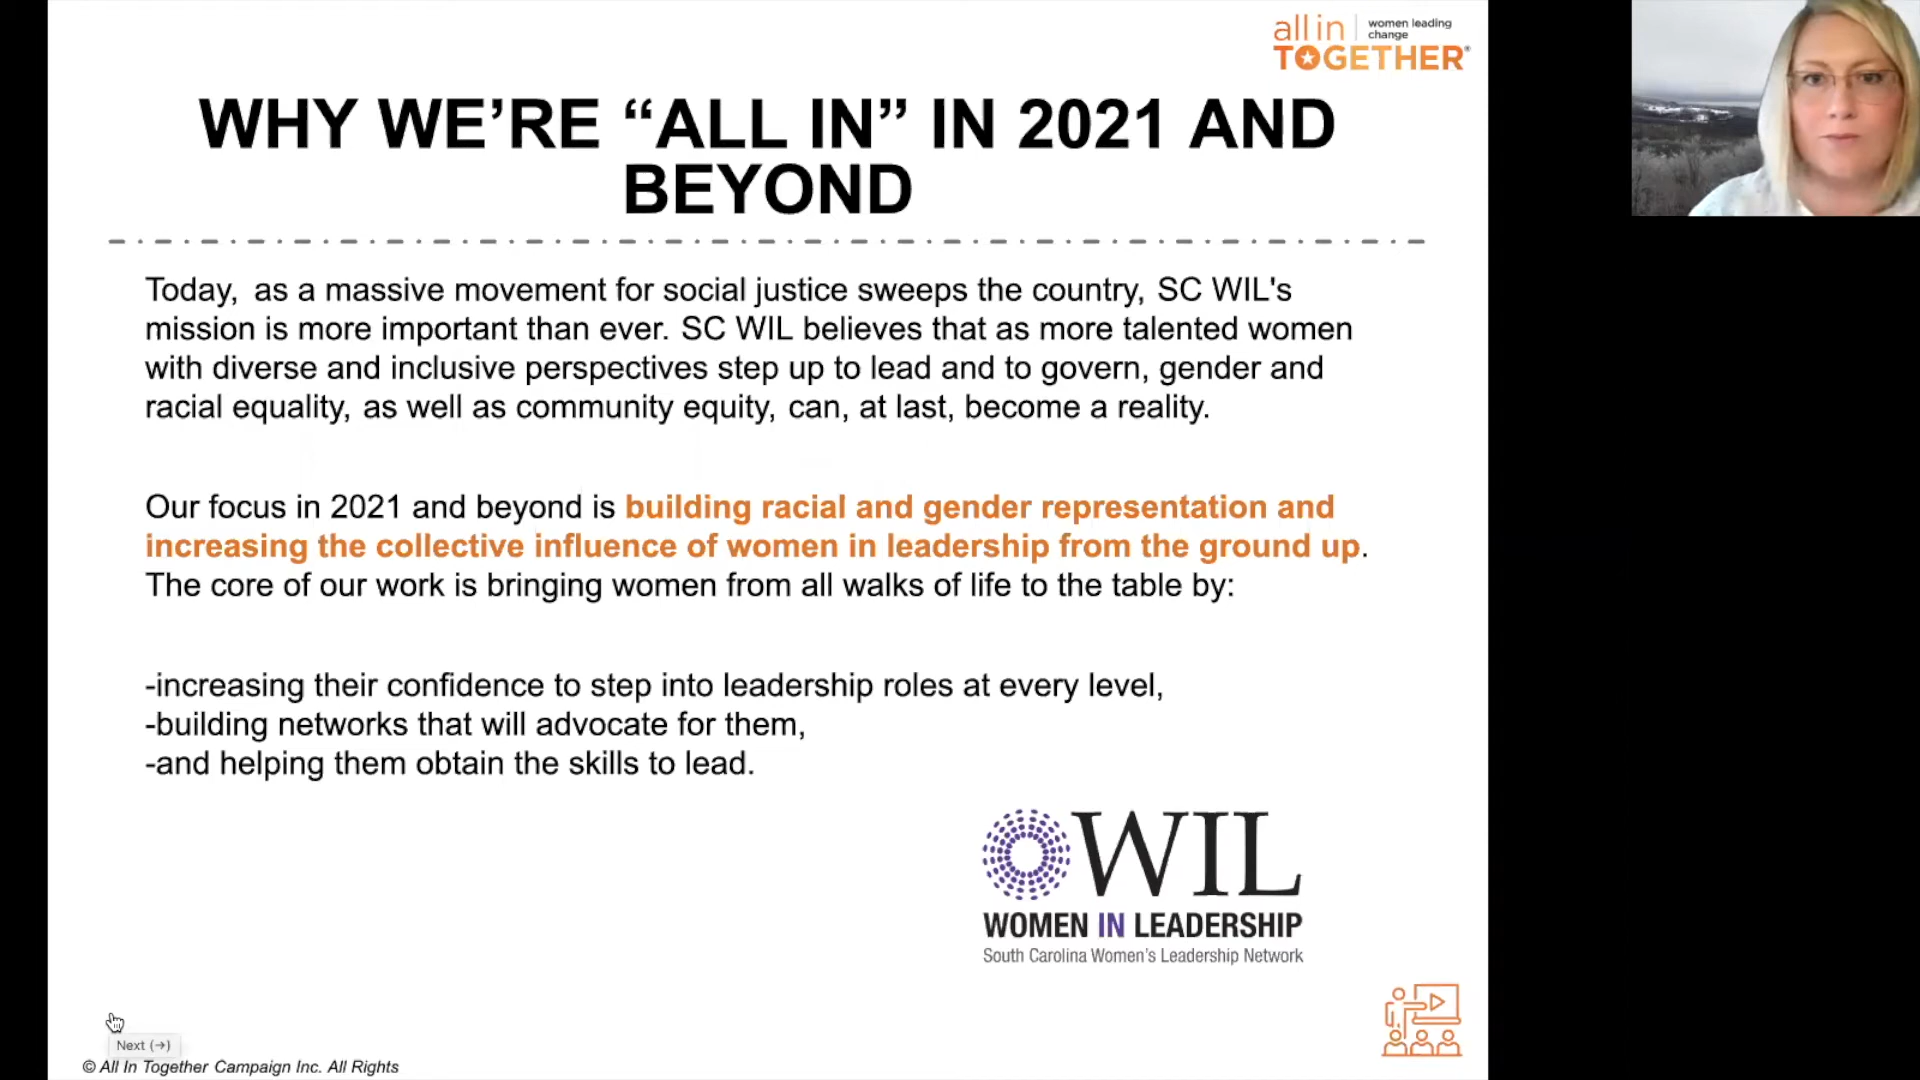 all in
women leading
change
TOGETHER®
WHY WE’RE “ALL IN” IN 2021 AND
BEYOND
Today, as a massive movement for social justice sweeps the country, SC WIL's
mission is more important than ever. SC WIL believes that as more talented women
with diverse and inclusive perspectives step up to lead and to govern, gender and
racial equality, as well as community equity, can, at last, become a reality.
Our focus in 2021 and beyond is building racial and gender representation and
increasing the collective influence of women in leadership from the ground up.
The core of our work is bringing women from all walks of life to the table by:
-increasing their confidence to step into leadership roles at every level,
-building networks that will advocate for them,
-and helping them obtain the skills to lead.
WIL
WOMEN IN LEADERSHIP
South Carolina Women's Leadership Network
Next (→)
© All In Together Campaign Inc. All Rights